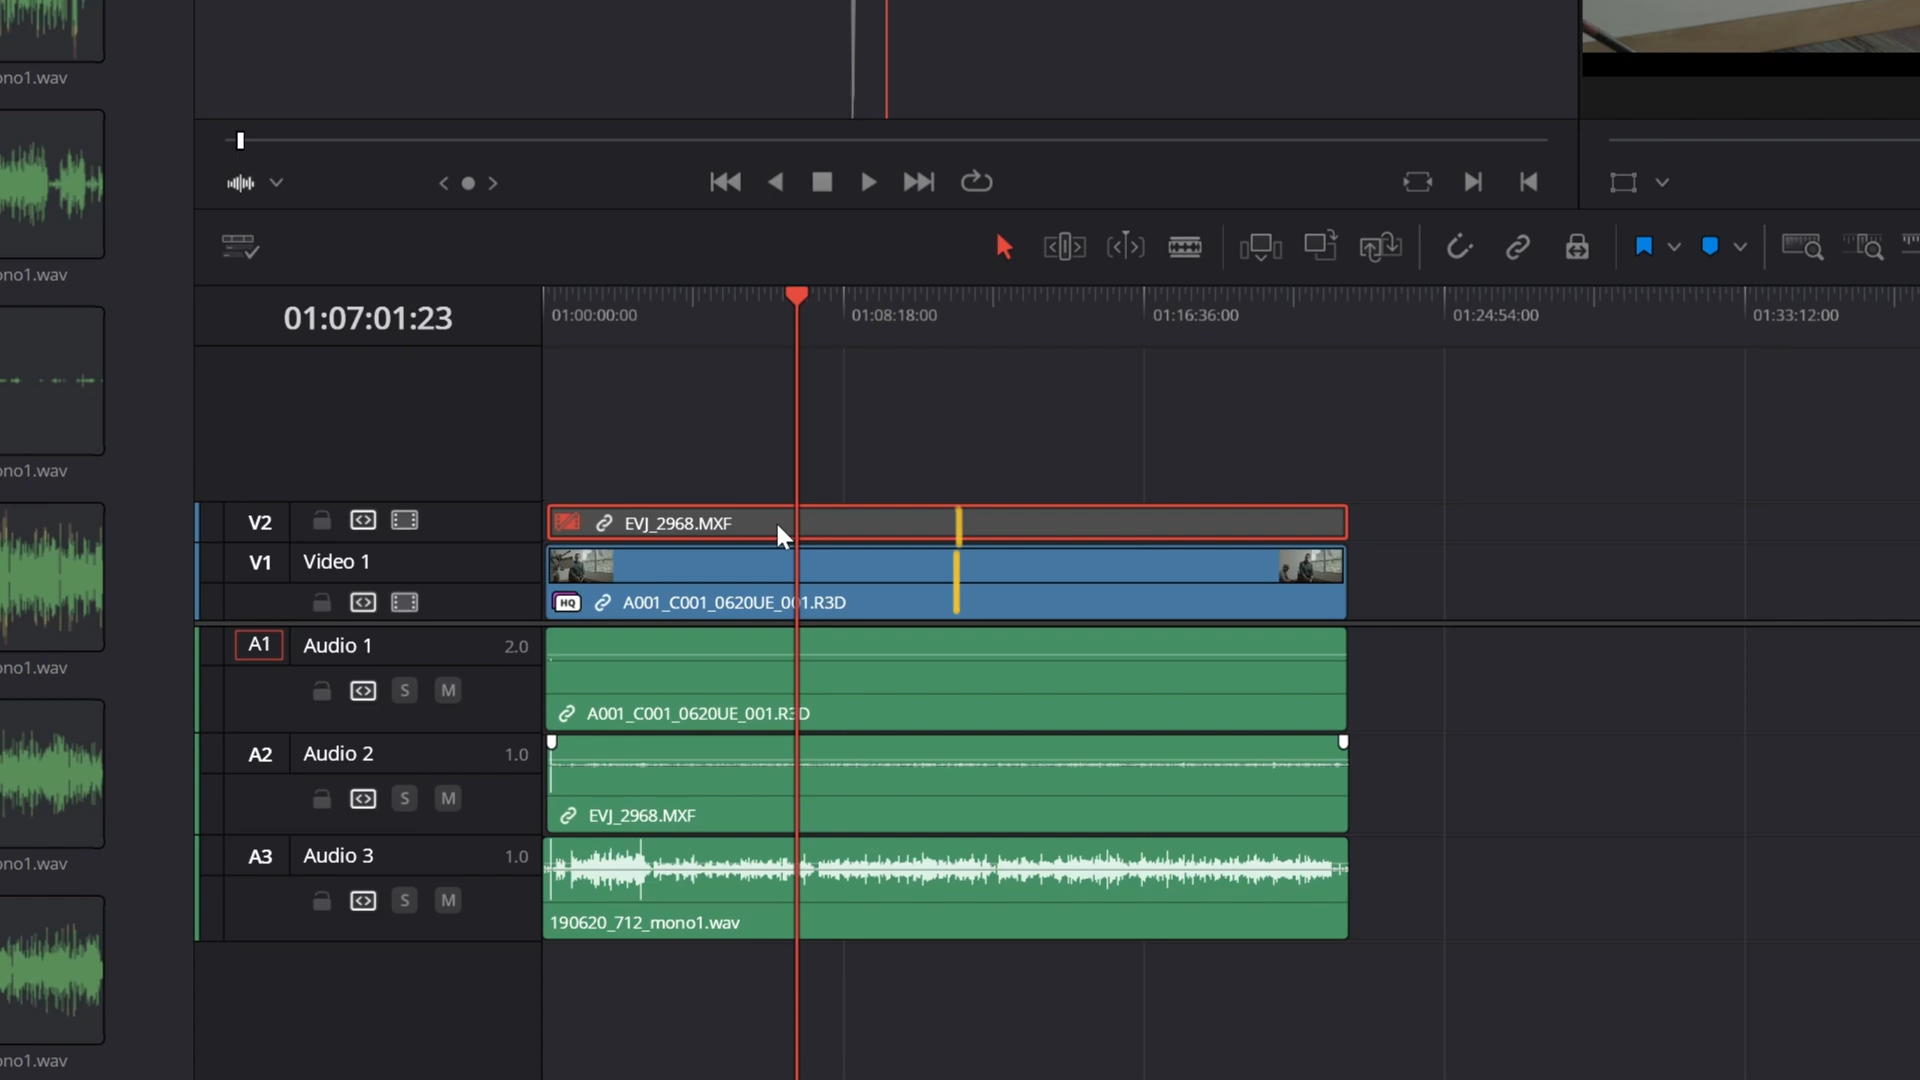 ono1.wav
ono1.wav
ono1.wav
ono1.wav
ono1.wav
ono1.wav
01:07:01:23
01:00:00:00
01:08:18:00
01:16:36:00
01:24:54:00
01:33:12:00
V2
EVJ_2968.MXF
V1
Video 1
HQ
A001_C001_0620UE_001.R3D
A1
Audio 1
2.0
S
M
A001_C001_0620UE_001.R3D
A2
Audio 2
1.0
S
M
EVJ_2968.MXF
A3
Audio 3
1.0
S
M
190620_712_mono1.wav